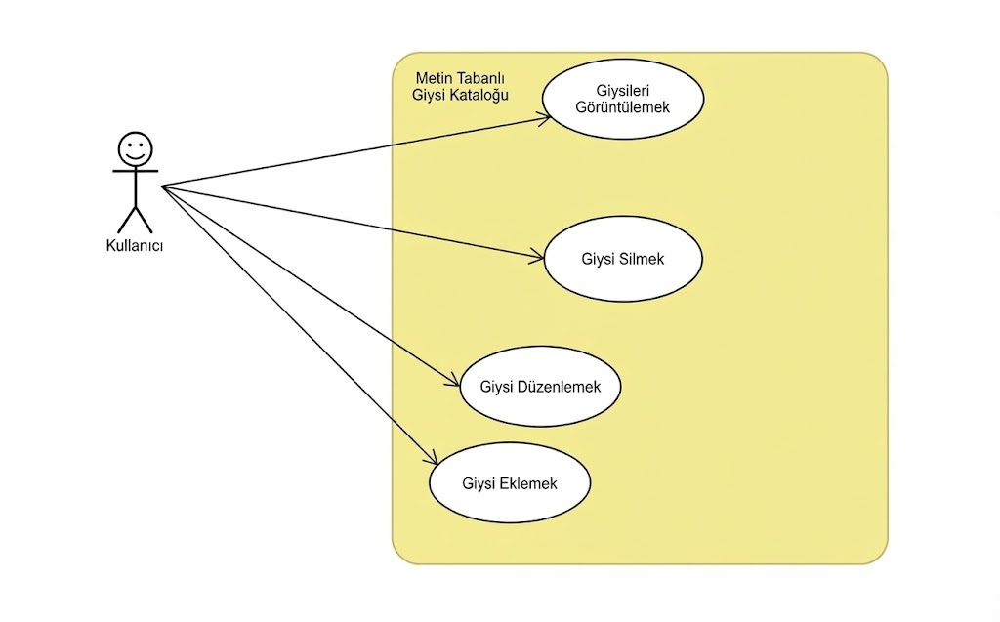 Metin Tabanlı
Giysi Kataloğu
Giysileri
Görüntülemek
Kullanıcı
Giysi Silmek
Giysi Düzenlemek
Giysi Eklemek